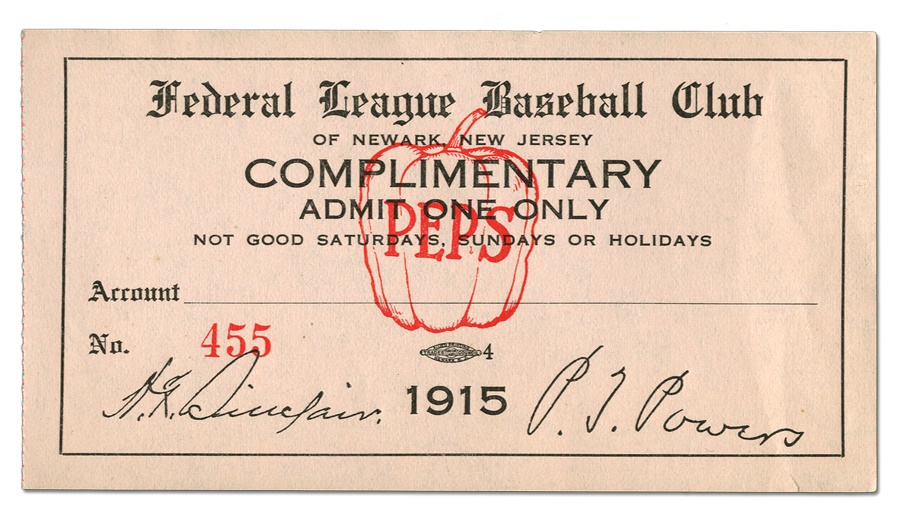 Federal League Baseball Club
OF NEWARK, NEW JERSEY
COMPLIMENTARY
ADMIT ONE ONLY
PEPS
NOT GOOD SATURDAYS, SUNDAYS OR HOLIDAYS
Account
No. 455
4
H. F. Sinclair. 1915 P. T. Powers